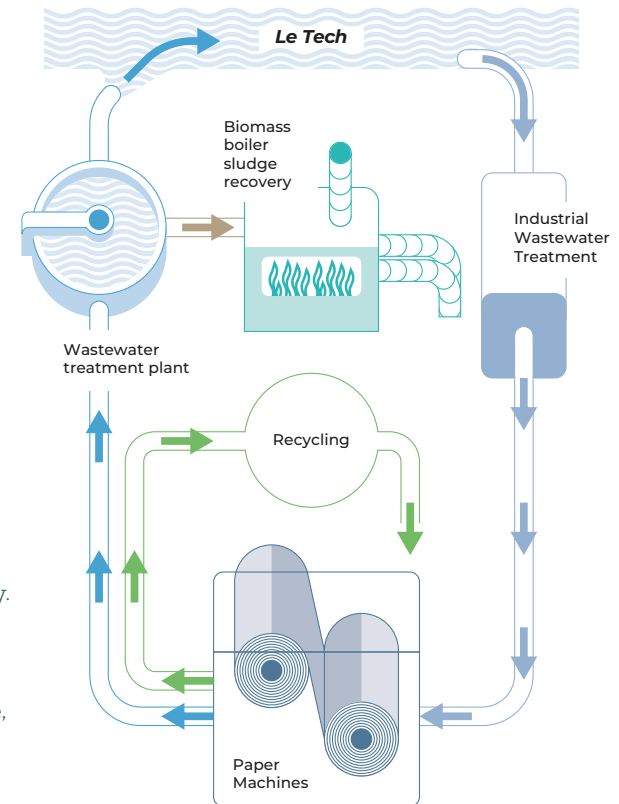 Le Tech
Biomass
boiler
sludge
recovery
Industrial
Wastewater
Treatment
Wastewater
treatment plant
Recycling
y.
,
Paper
Machines